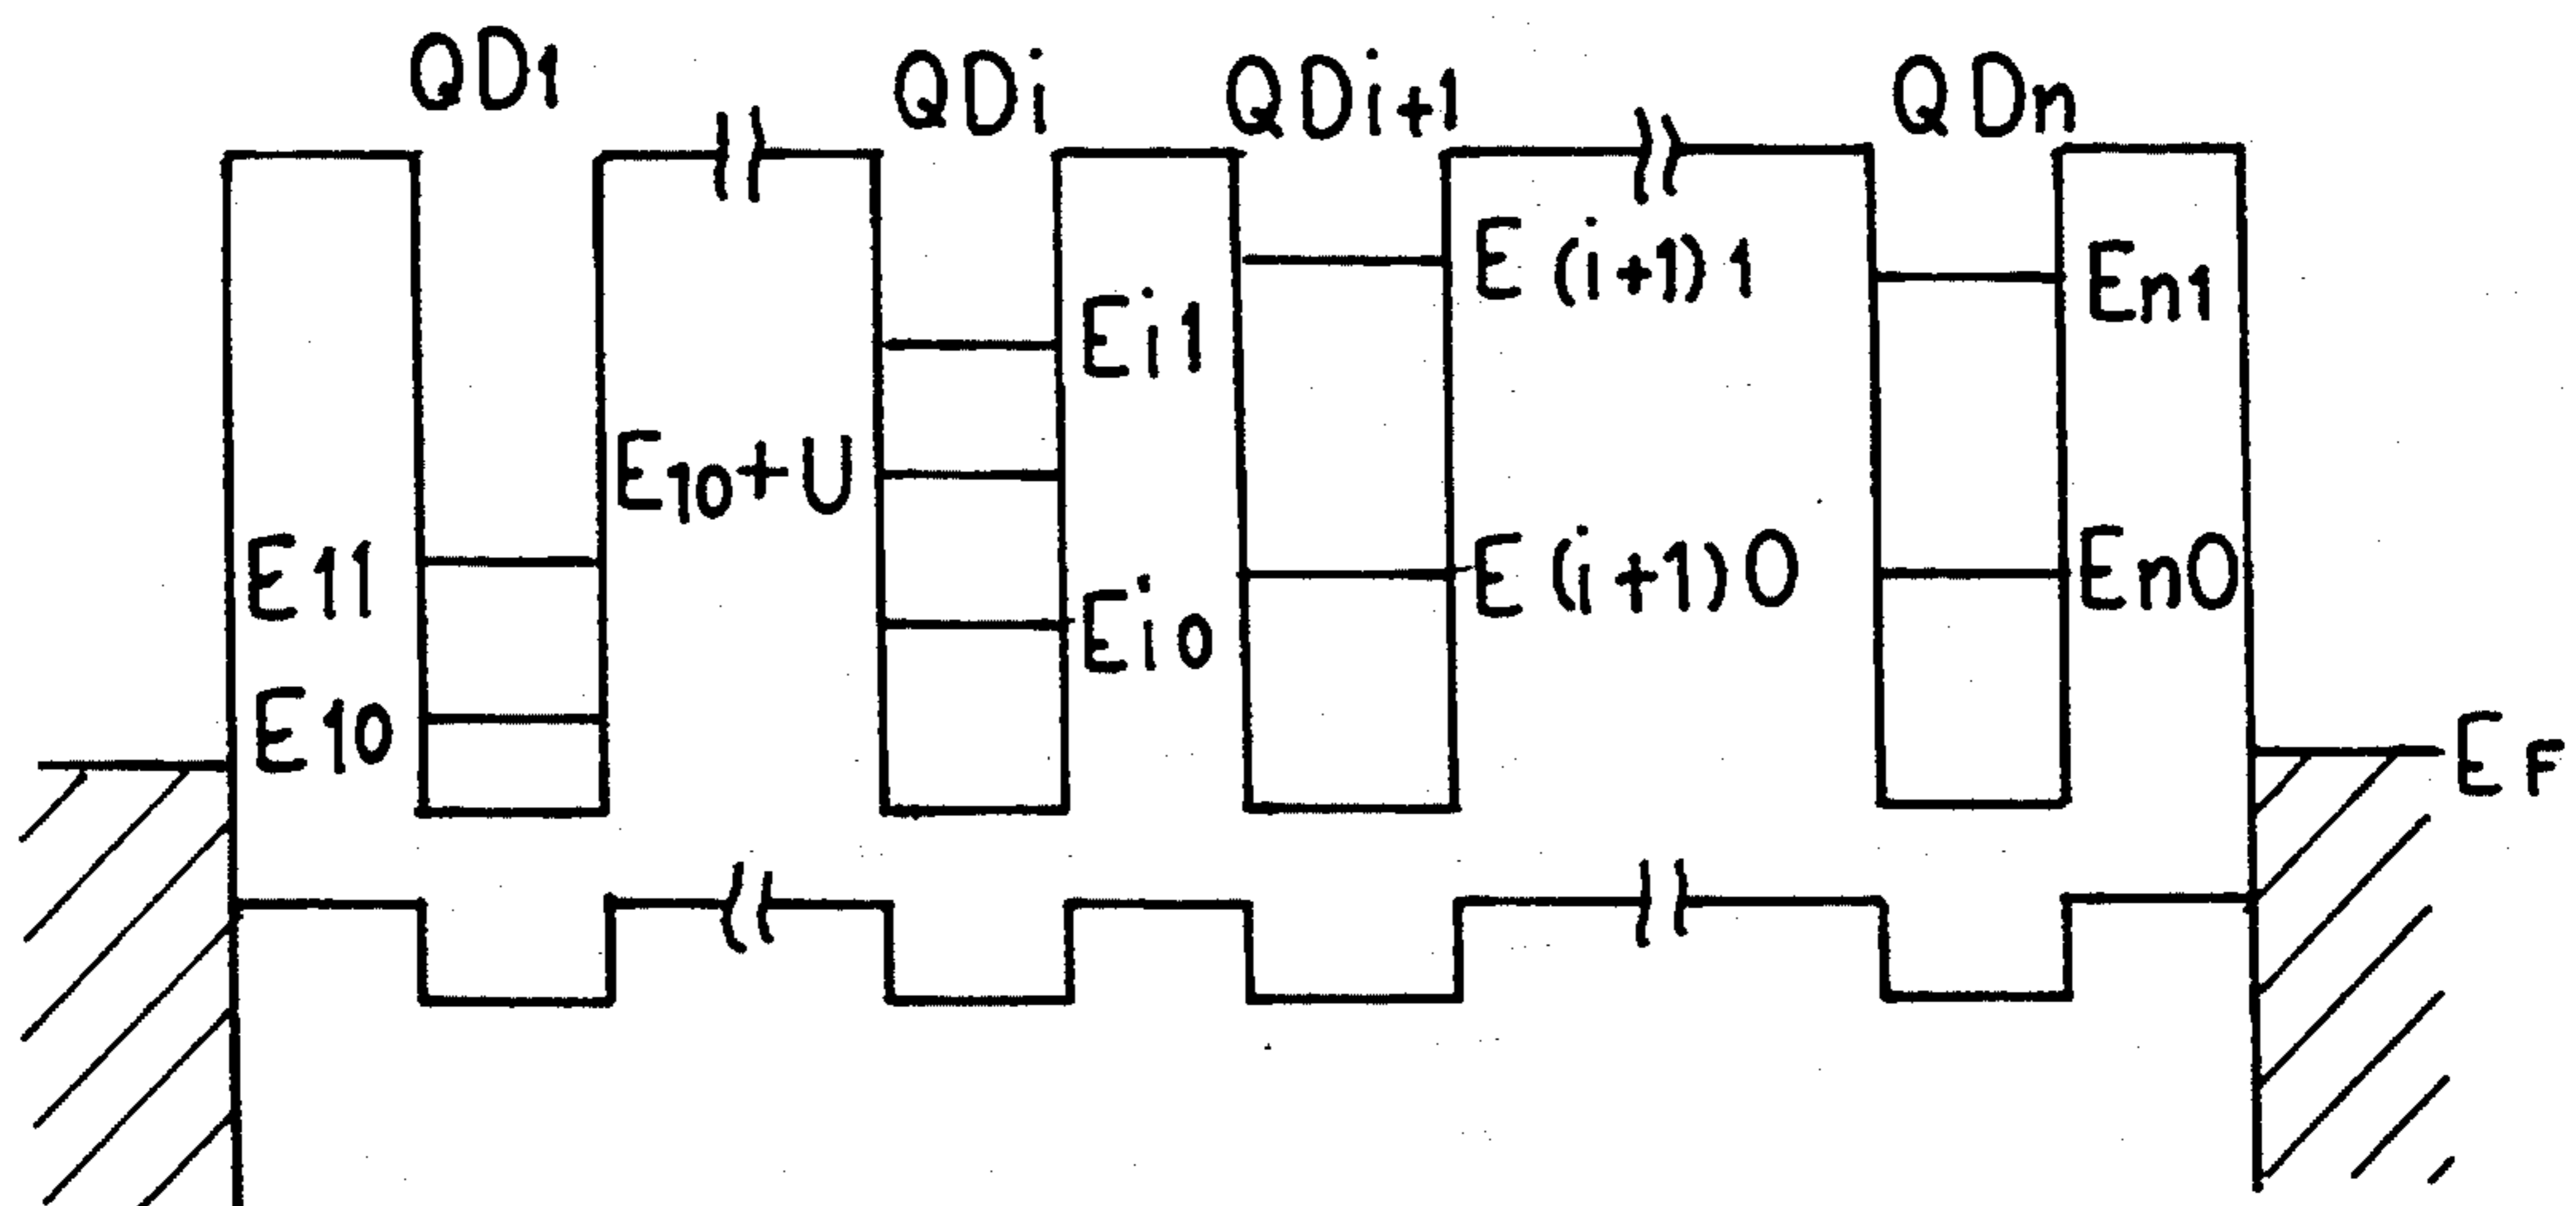 QD1
QDi
QDi+1
QDn
E(i+1)1
En1
Ei1
E10+U
E11
E(i+1)0
En0
Ei0
E10
EF